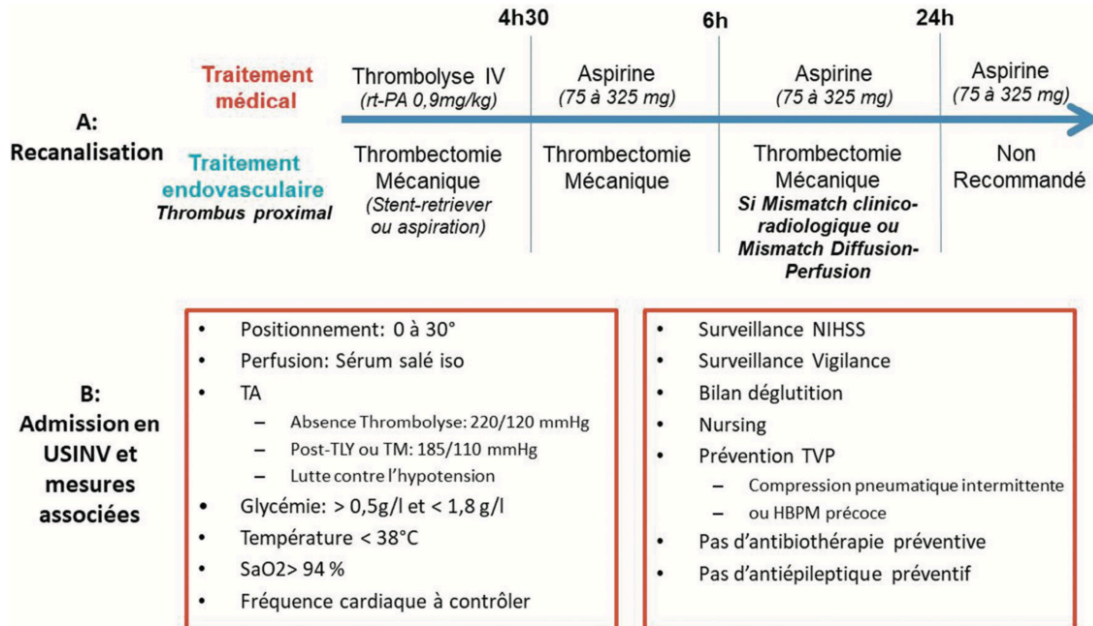 4h30 6h 24h
Traitement
médical
Thrombolyse IV
(rt-PA 0,9mg/kg)
Aspirine
(75 à 325 mg)
Aspirine
(75 à 325 mg)
Aspirine
(75 à 325 mg)
A:
Recanalisation
Traitement
endovasculaire
Thrombus proximal
Thrombectomie
Mécanique
(Stent-retriever
ou aspiration)
Thrombectomie
Mécanique
Thrombectomie
Mécanique
Si Mismatch clinico-
radiologique ou
Mismatch Diffusion-
Perfusion
Non
Recommandé
B:
Admission en
USINV et
mesures
associées
• Positionnement: 0 à 30°
• Perfusion: Sérum salé iso
• TA
– Absence Thrombolyse: 220/120 mmHg
– Post-TLY ou TM: 185/110 mmHg
– Lutte contre l'hypotension
• Glycémie: > 0,5g/l et < 1,8 g/l
• Température < 38°C
• SaO2> 94 %
• Fréquence cardiaque à contrôler
• Surveillance NIHSS
• Surveillance Vigilance
• Bilan déglutition
• Nursing
• Prévention TVP
– Compression pneumatique intermittente
– ou HBPM précoce
• Pas d'antibiothérapie préventive
• Pas d'antiépileptique préventif